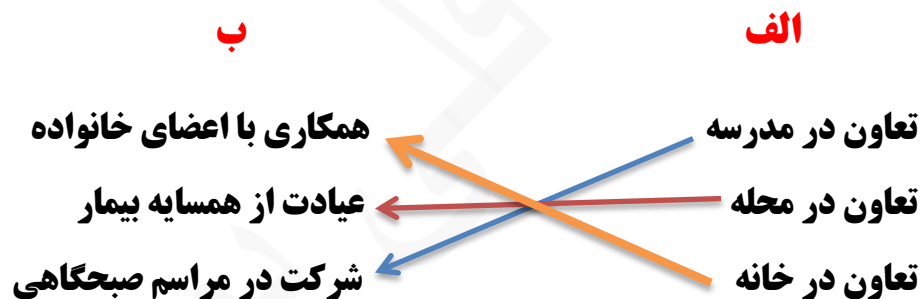 الف ب
تعاون در مدرسه همکاری با اعضای خانواده
تعاون در محله عیادت از همسایه بیمار
تعاون در خانه شرکت در مراسم صبحگاهی